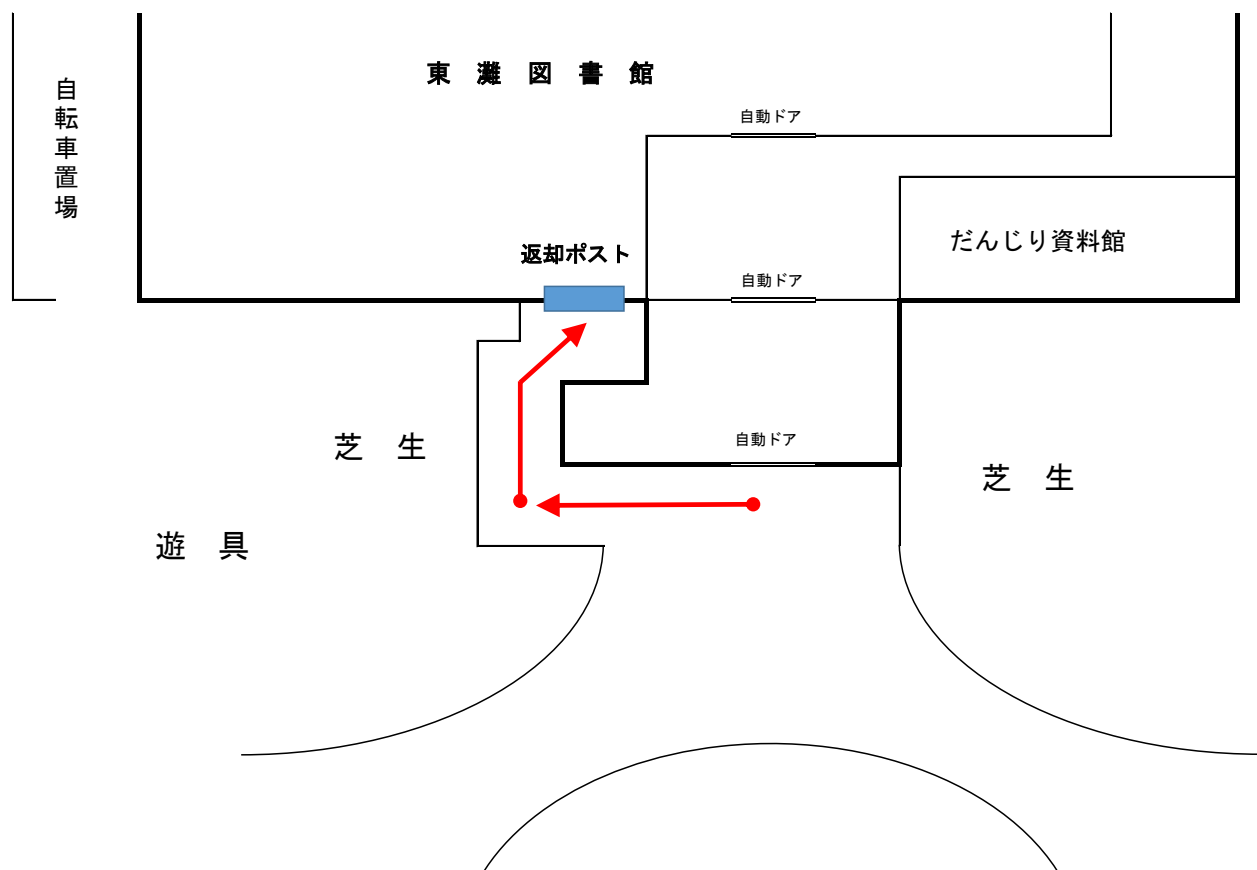 東 灘 図 書 館
自転車置場
自動ドア
だんじり資料館
返却ポスト
自動ドア
自動ドア
芝 生
芝 生
遊 具